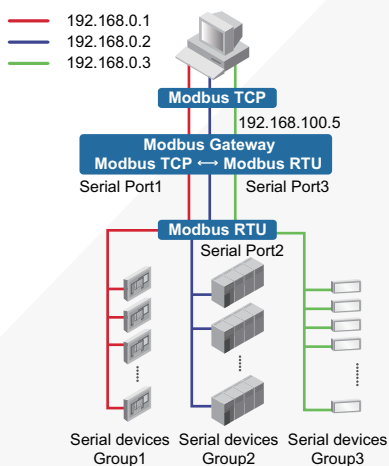 192.168.0.1
192.168.0.2
192.168.0.3
Modbus TCP
192.168.100.5
Modbus Gateway
Modbus TCP ←→ Modbus RTU
Serial Port1
Serial Port3
Modbus RTU
Serial Port2
Serial devices
Group1
Serial devices
Group2
Serial devices
Group3